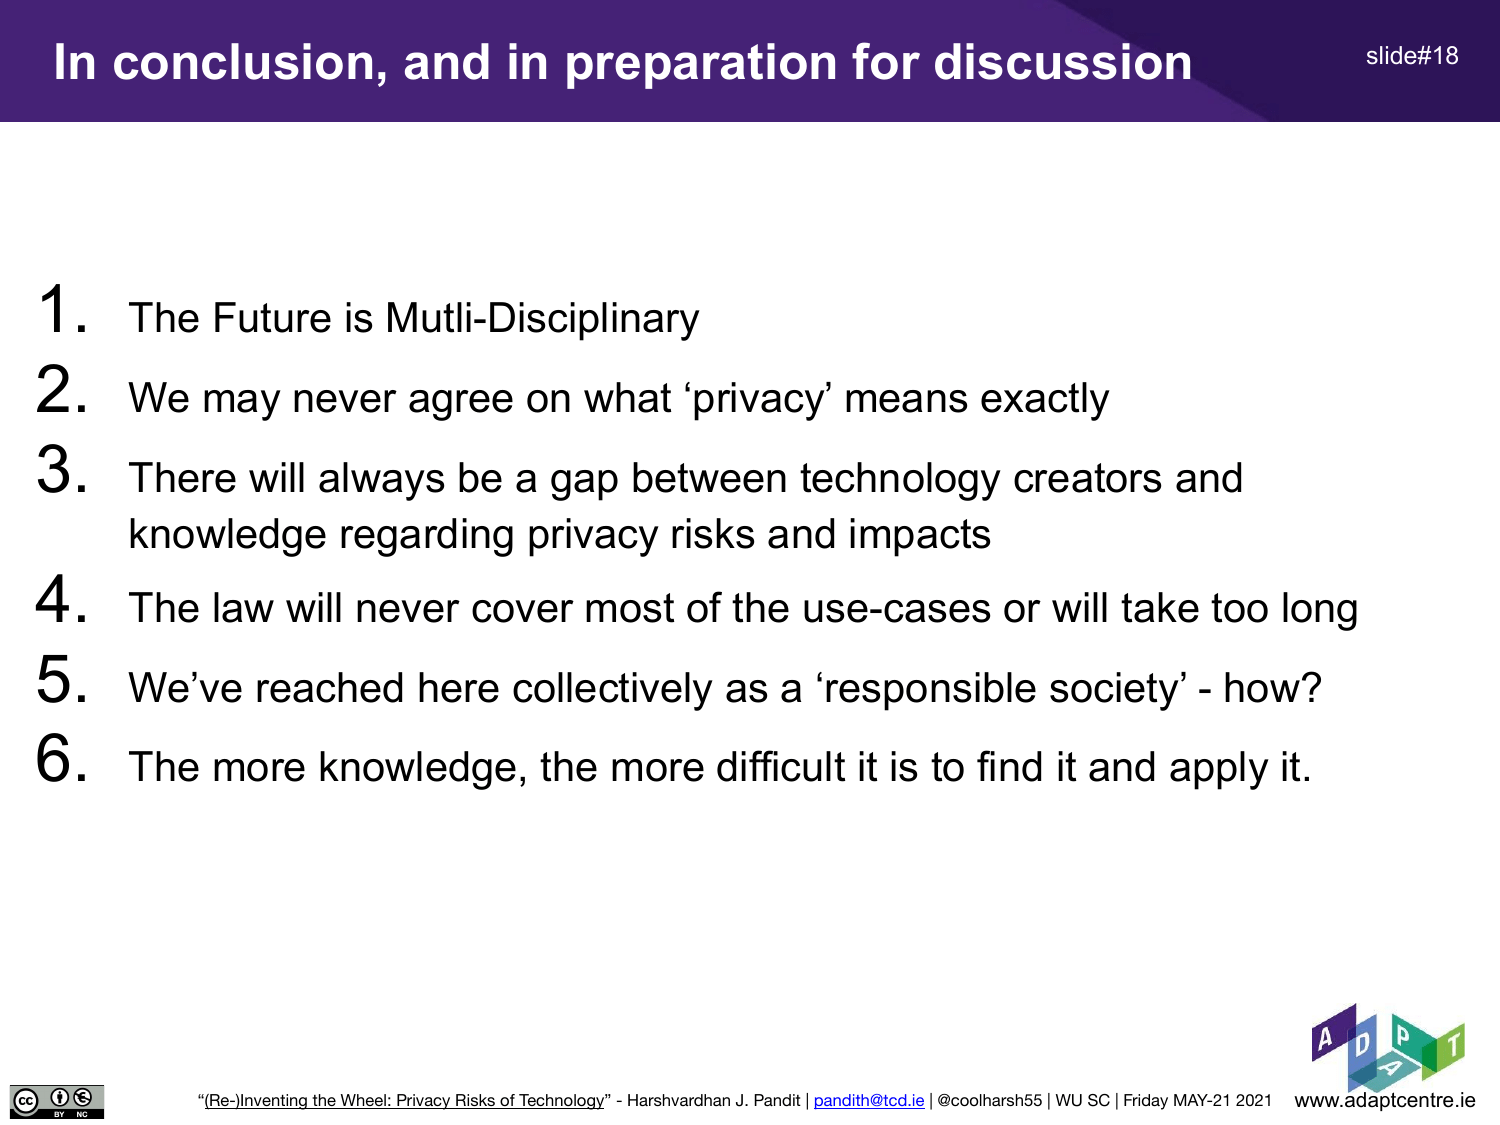 In conclusion, and in preparation for discussion
slide#18
1. The Future is Mutli-Disciplinary
2. We may never agree on what ‘privacy’ means exactly
3. There will always be a gap between technology creators and
knowledge regarding privacy risks and impacts
4. The law will never cover most of the use-cases or will take too long
5. We’ve reached here collectively as a ‘responsible society’ - how?
6. The more knowledge, the more difficult it is to find it and apply it.
ADAPT
cc BY NC
“(Re-)Inventing the Wheel: Privacy Risks of Technology” - Harshvardhan J. Pandit | pandith@tcd.ie | @coolharsh55 | WU SC | Friday MAY-21 2021
www.adaptcentre.ie